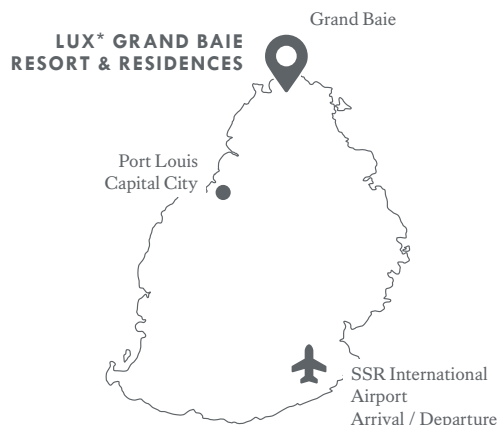 Grand Baie
LUX* GRAND BAIE
RESORT & RESIDENCES
Port Louis
Capital City
SSR International
Airport
Arrival / Departure